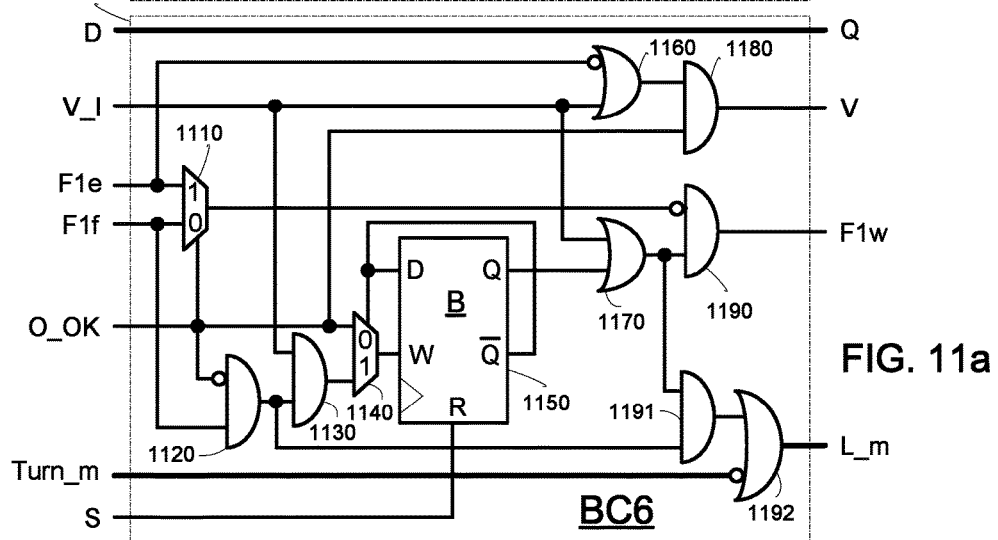 11a
D Q
1160 1180
V_I V
1110
F1e 1
F1f 0
F1w
D Q
B
1170 1190
O_OK 0
W Q
1
FIG. 11a
1150
R
1120 1130 1140 1191
L_m
Turn_m
1192
S BC6